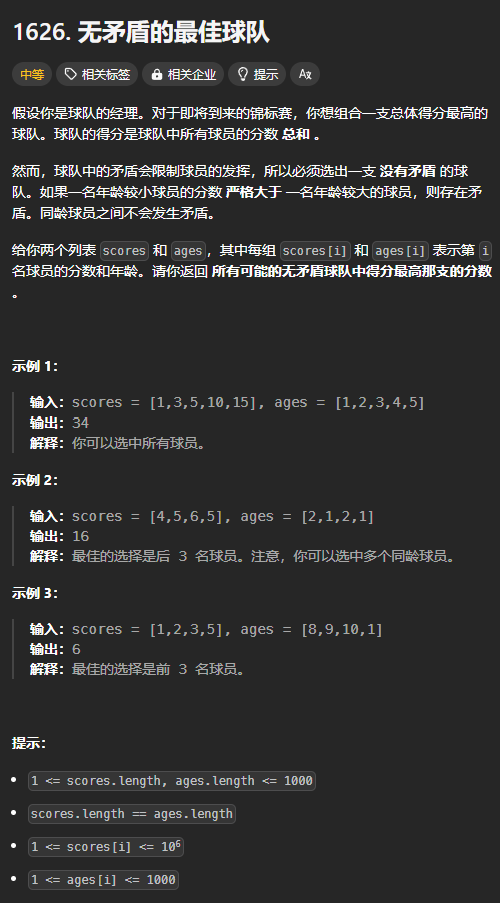 1626. 无矛盾的最佳球队
中等 相关标签 相关企业 提示 A文
假设你是球队的经理。对于即将到来的锦标赛，你想组合一支总体得分最高的
球队。球队的得分是球队中所有球员的分数 总和 。
然而，球队中的矛盾会限制球员的发挥，所以必须选出一支 没有矛盾 的球
队。如果一名年龄较小球员的分数 严格大于 一名年龄较大的球员，则存在矛
盾。同龄球员之间不会发生矛盾。
给你两个列表 scores 和 ages，其中每组 scores[i] 和 ages[i] 表示第 i
名球员的分数和年龄。请你返回 所有可能的无矛盾球队中得分最高那支的分数
。
示例 1：
输入：scores = [1,3,5,10,15], ages = [1,2,3,4,5]
输出：34
解释：你可以选中所有球员。
示例 2：
输入：scores = [4,5,6,5], ages = [2,1,2,1]
输出：16
解释：最佳的选择是后 3 名球员。注意，你可以选中多个同龄球员。
示例 3：
输入：scores = [1,2,3,5], ages = [8,9,10,1]
输出：6
解释：最佳的选择是前 3 名球员。
提示：
• 1 <= scores.length, ages.length <= 1000
• scores.length == ages.length
• 1 <= scores[i] <= 10⁶
• 1 <= ages[i] <= 1000